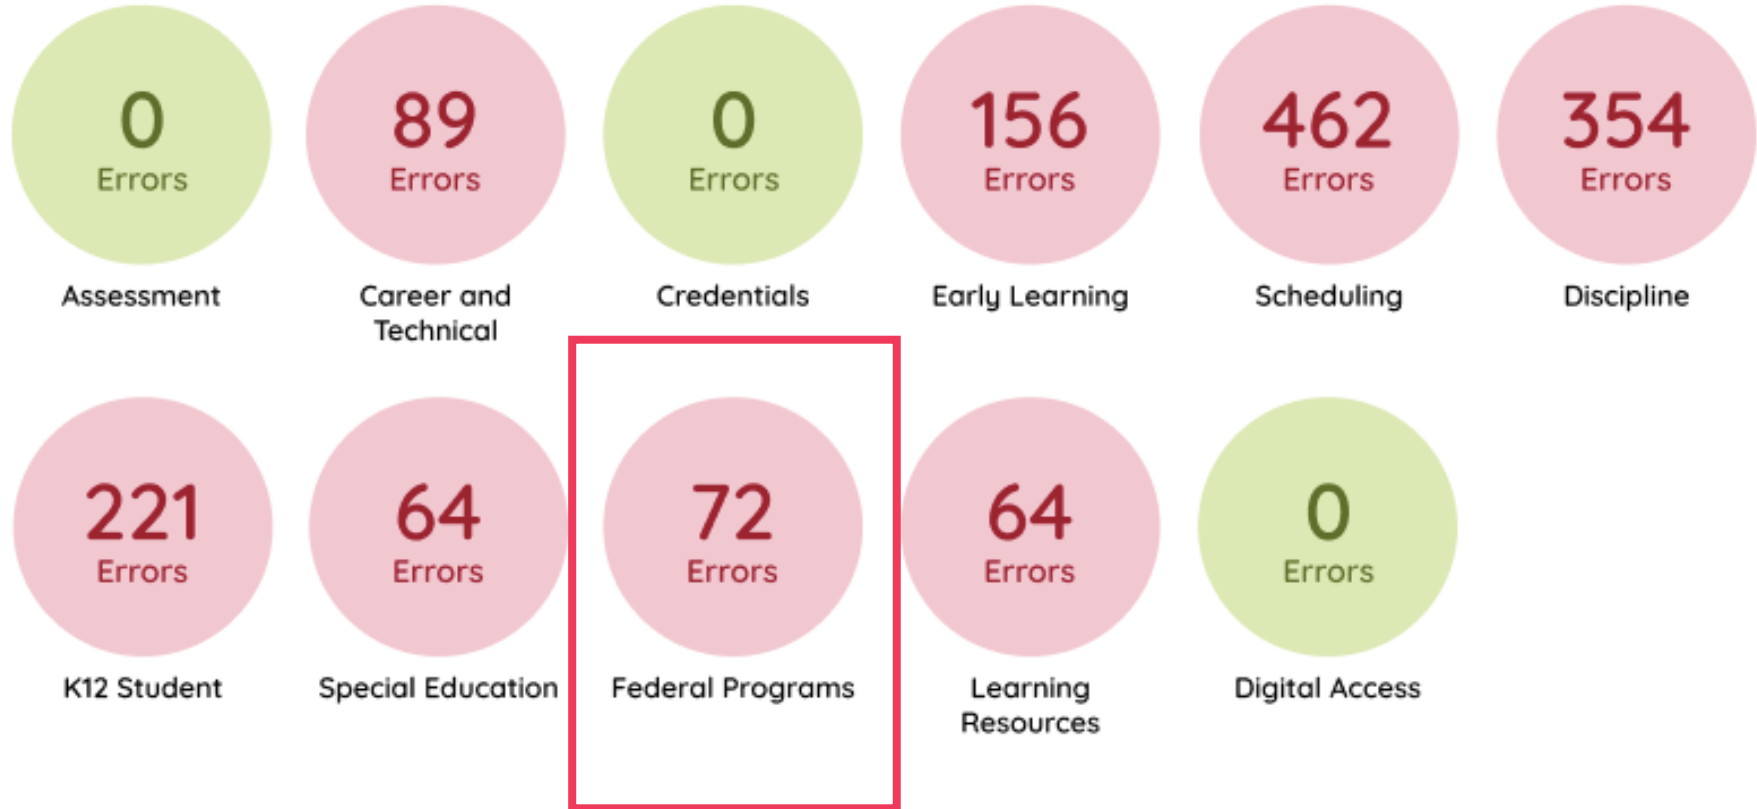 0
Errors
Assessment
89
Errors
Career and
Technical
0
Errors
Credentials
156
Errors
Early Learning
462
Errors
Scheduling
354
Errors
Discipline
221
Errors
K12 Student
64
Errors
Special Education
72
Errors
Federal Programs
64
Errors
Learning
Resources
0
Errors
Digital Access